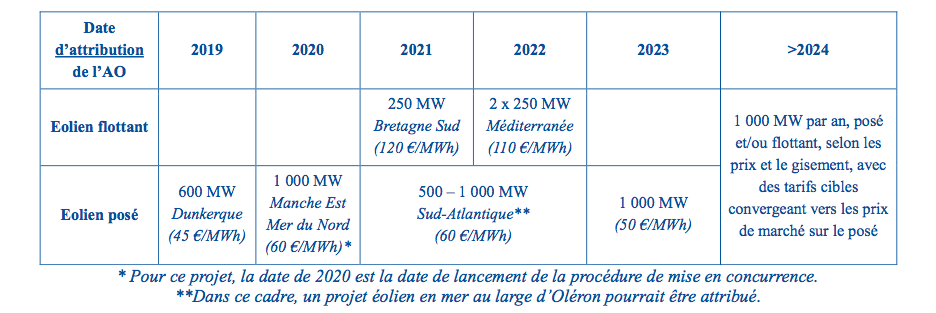 Date
d’attribution
de l’AO
2019
2020
2021
2022
2023
>2024
Eolien flottant
250 MW
Bretagne Sud
(120 €/MWh)
2 x 250 MW
Méditerranée
(110 €/MWh)
1 000 MW par an, posé
et/ou flottant, selon les
prix et le gisement, avec
des tarifs cibles
convergeant vers les prix
de marché sur le posé
Eolien posé
600 MW
Dunkerque
(45 €/MWh)
1 000 MW
Manche Est
Mer du Nord
(60 €/MWh)*
500 – 1 000 MW
Sud-Atlantique**
(60 €/MWh)
1 000 MW
(50 €/MWh)
* Pour ce projet, la date de 2020 est la date de lancement de la procédure de mise en concurrence.
**Dans ce cadre, un projet éolien en mer au large d’Oléron pourrait être attribué.